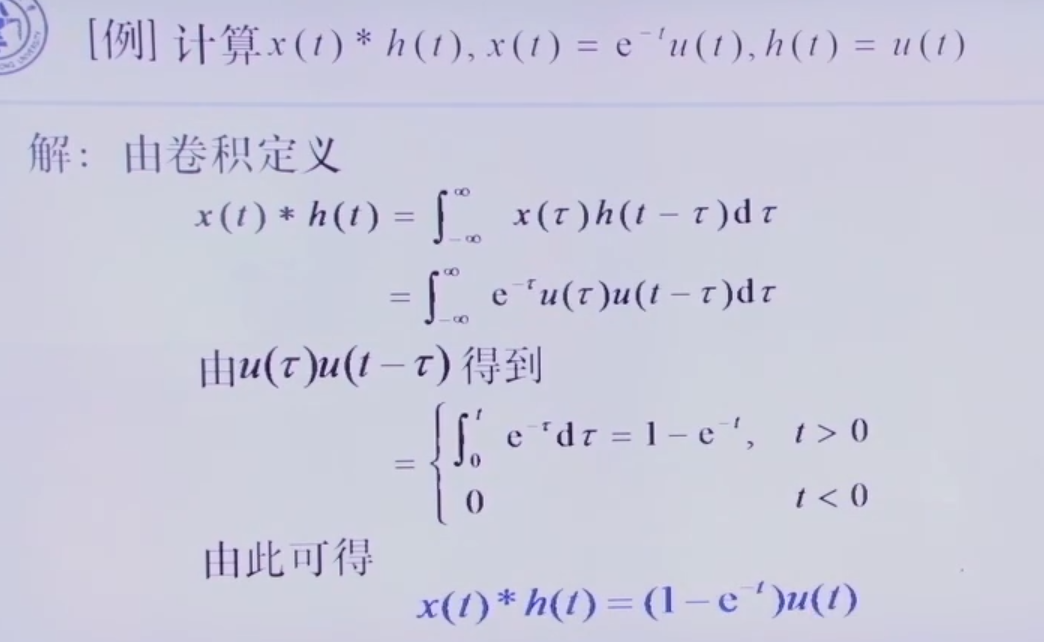 [例] 计算x(t) * h(t), x(t) = e⁻ᵗu(t), h(t) = u(t)
解：由卷积定义
x(t) * h(t) = ∫_{-∞}^{∞} x(τ)h(t − τ)dτ
= ∫_{-∞}^{∞} e^{-τ}u(τ)u(t − τ)dτ
由u(τ)u(t − τ) 得到
= { ∫_0^t e^{-τ}dτ = 1 − e^{-t}, t > 0
0 t < 0
由此可得
x(t) * h(t) = (1 − e^{-t})u(t)